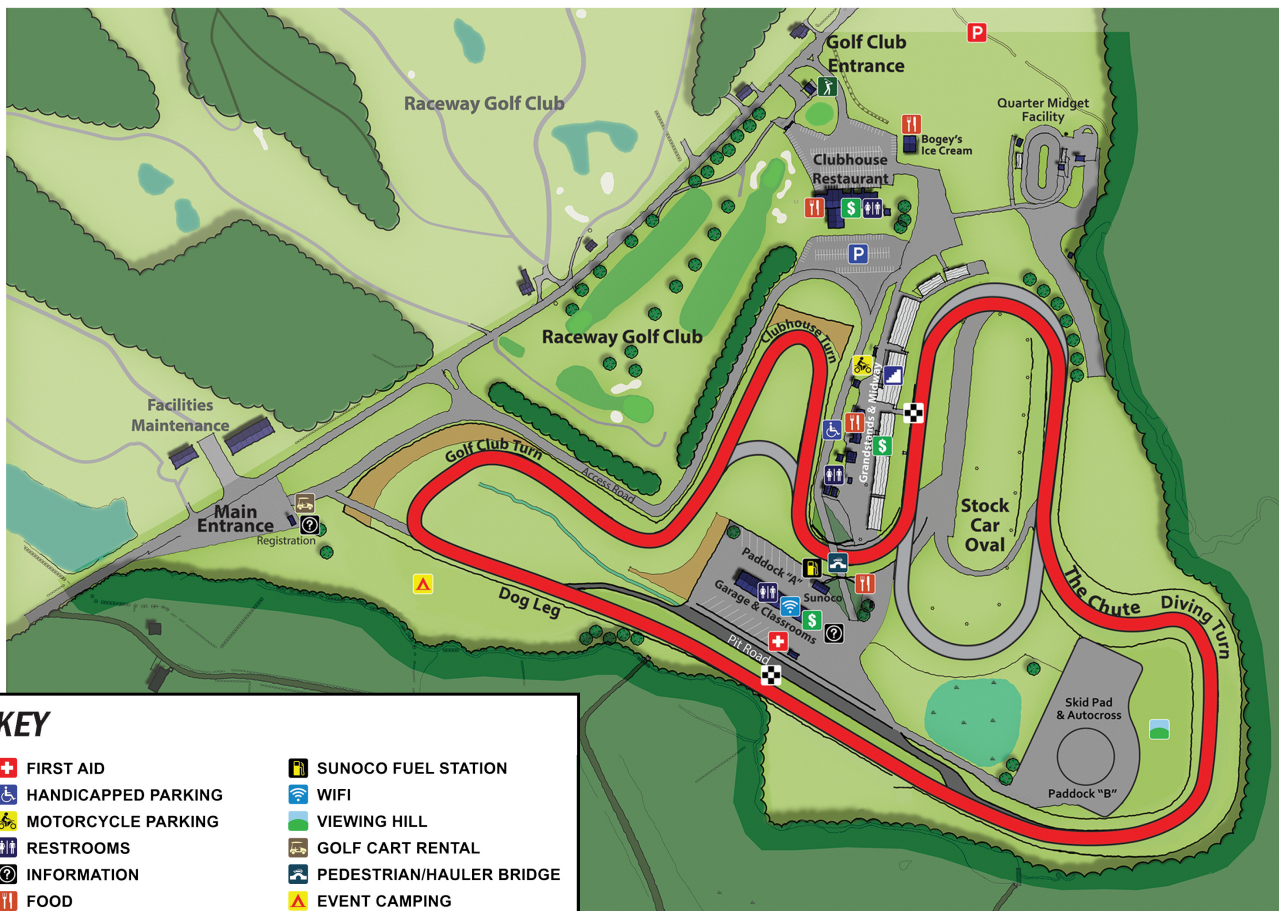 Golf Club
Entrance
P
Raceway Golf Club
Quarter Midget
Facility
Bogey's
Ice Cream
Clubhouse
Restaurant
$
P
Clubhouse Turn
Raceway Golf Club
Grandstands & Midway
$
Facilities
Maintenance
Golf Club Turn
Access Road
Main
Entrance
?
Registration
Stock
Car
Oval
Paddock "A"
Sunoco
Garage & Classrooms
$
?
Dog Leg
Pit Road
The Chute
Diving Turn
Skid Pad
& Autocross
Paddock "B"
KEY
FIRST AID
HANDICAPPED PARKING
MOTORCYCLE PARKING
RESTROOMS
? INFORMATION
FOOD
SUNOCO FUEL STATION
WIFI
VIEWING HILL
GOLF CART RENTAL
PEDESTRIAN/HAULER BRIDGE
EVENT CAMPING